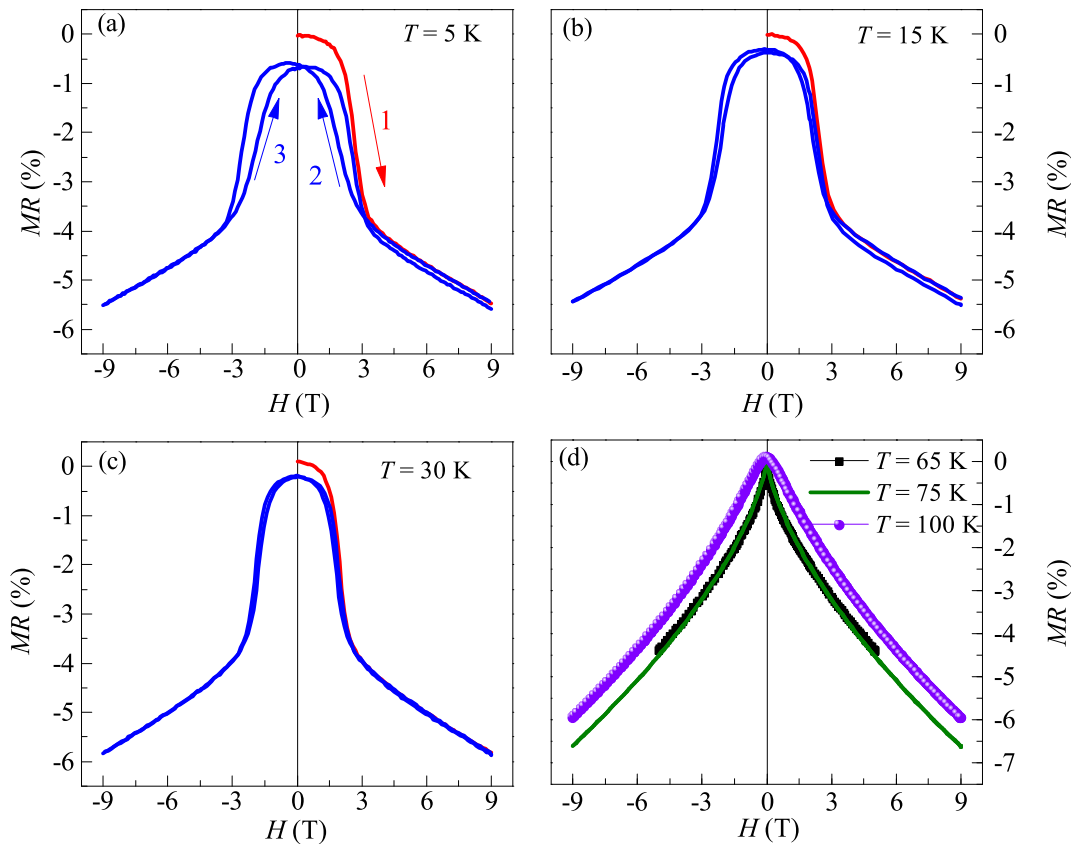 (a)
T = 5 K
0
-1
-2
-3
-4
-5
-6
MR (%)
1
2
3
-9 -6 -3 0 3 6 9
H (T)
(b)
T = 15 K
0
-1
-2
-3
-4
-5
-6
MR (%)
-9 -6 -3 0 3 6 9
H (T)
(c)
T = 30 K
0
-1
-2
-3
-4
-5
-6
MR (%)
-9 -6 -3 0 3 6 9
H (T)
(d)
T = 65 K
T = 75 K
T = 100 K
0
-1
-2
-3
-4
-5
-6
-7
MR (%)
-9 -6 -3 0 3 6 9
H (T)